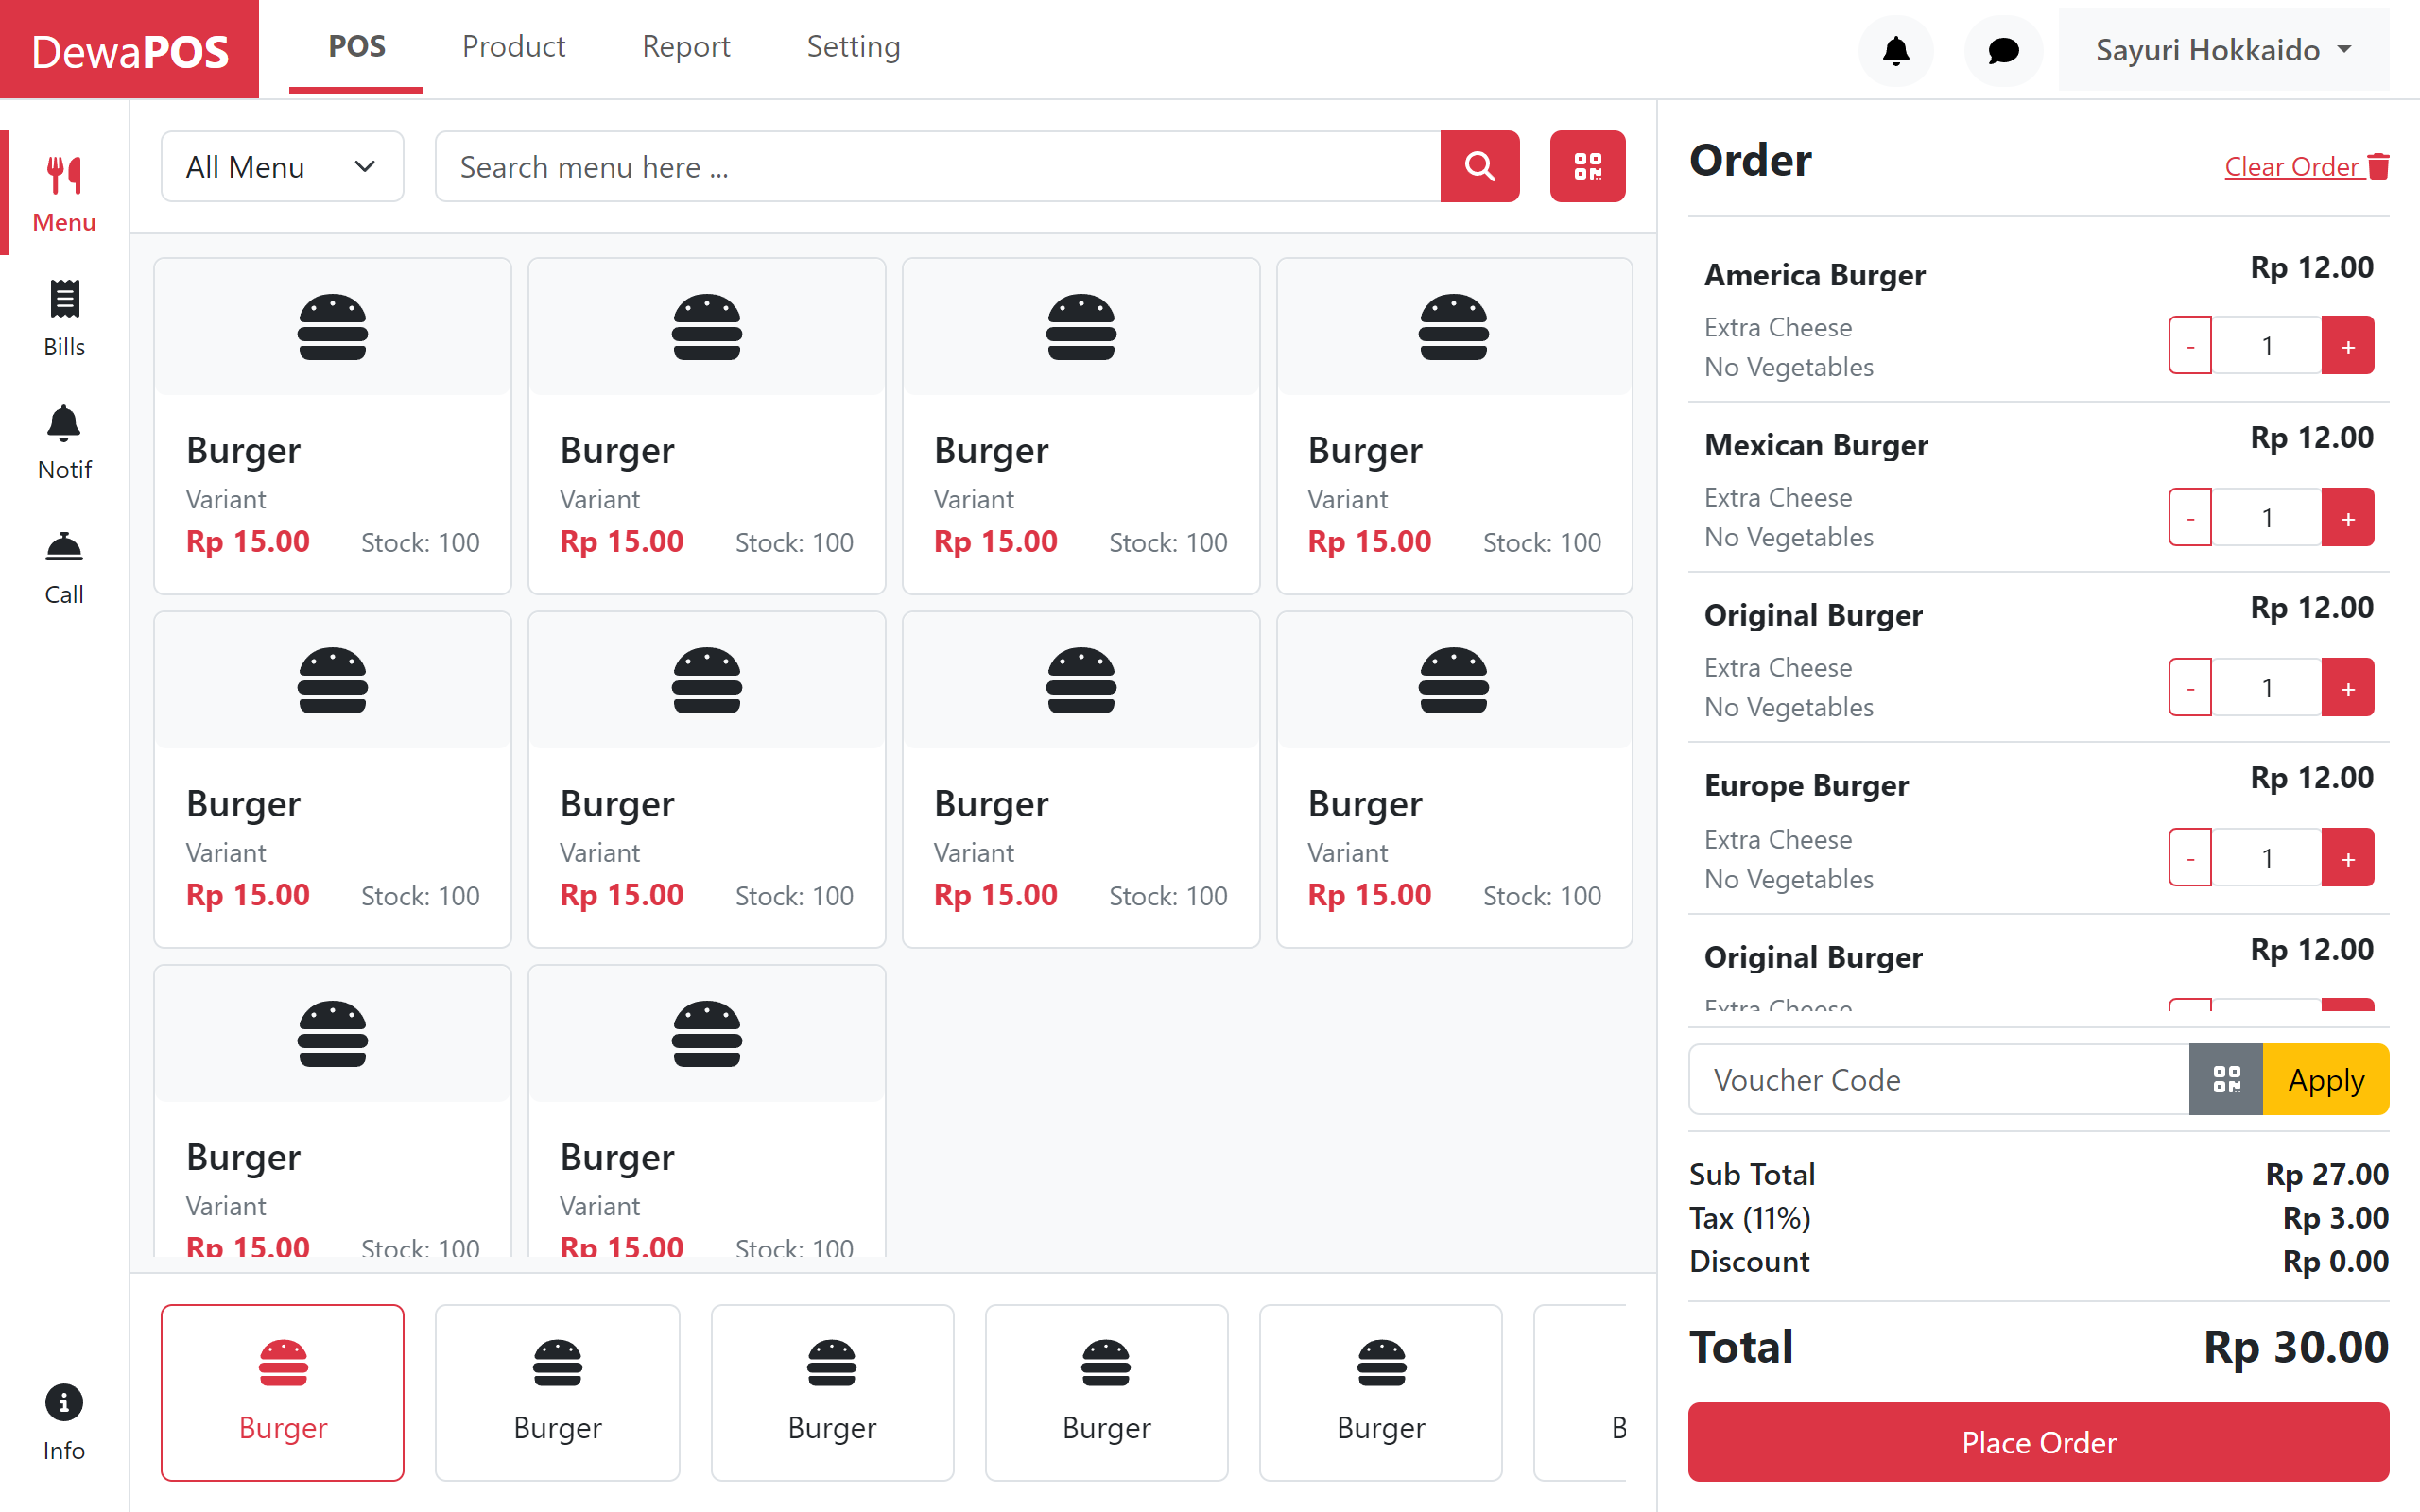 DewaPOS
POS Product Report Setting
Sayuri Hokkaido
Menu
Bills
Notif
Call
Info
All Menu
Search menu here ...
Burger
Variant
Rp 15.00 Stock: 100
Burger
Variant
Rp 15.00 Stock: 100
Burger
Variant
Rp 15.00 Stock: 100
Burger
Variant
Rp 15.00 Stock: 100
Burger
Variant
Rp 15.00 Stock: 100
Burger
Variant
Rp 15.00 Stock: 100
Burger
Variant
Rp 15.00 Stock: 100
Burger
Variant
Rp 15.00 Stock: 100
Burger
Variant
Rp 15.00 Stock: 100
Burger
Variant
Rp 15.00 Stock: 100
Burger
Burger
Burger
Burger
Burger
B
Order
Clear Order
America Burger Rp 12.00
Extra Cheese
No Vegetables
- 1 +
Mexican Burger Rp 12.00
Extra Cheese
No Vegetables
- 1 +
Original Burger Rp 12.00
Extra Cheese
No Vegetables
- 1 +
Europe Burger Rp 12.00
Extra Cheese
No Vegetables
- 1 +
Original Burger Rp 12.00
Extra Cheese
Voucher Code Apply
Sub Total Rp 27.00
Tax (11%) Rp 3.00
Discount Rp 0.00
Total Rp 30.00
Place Order